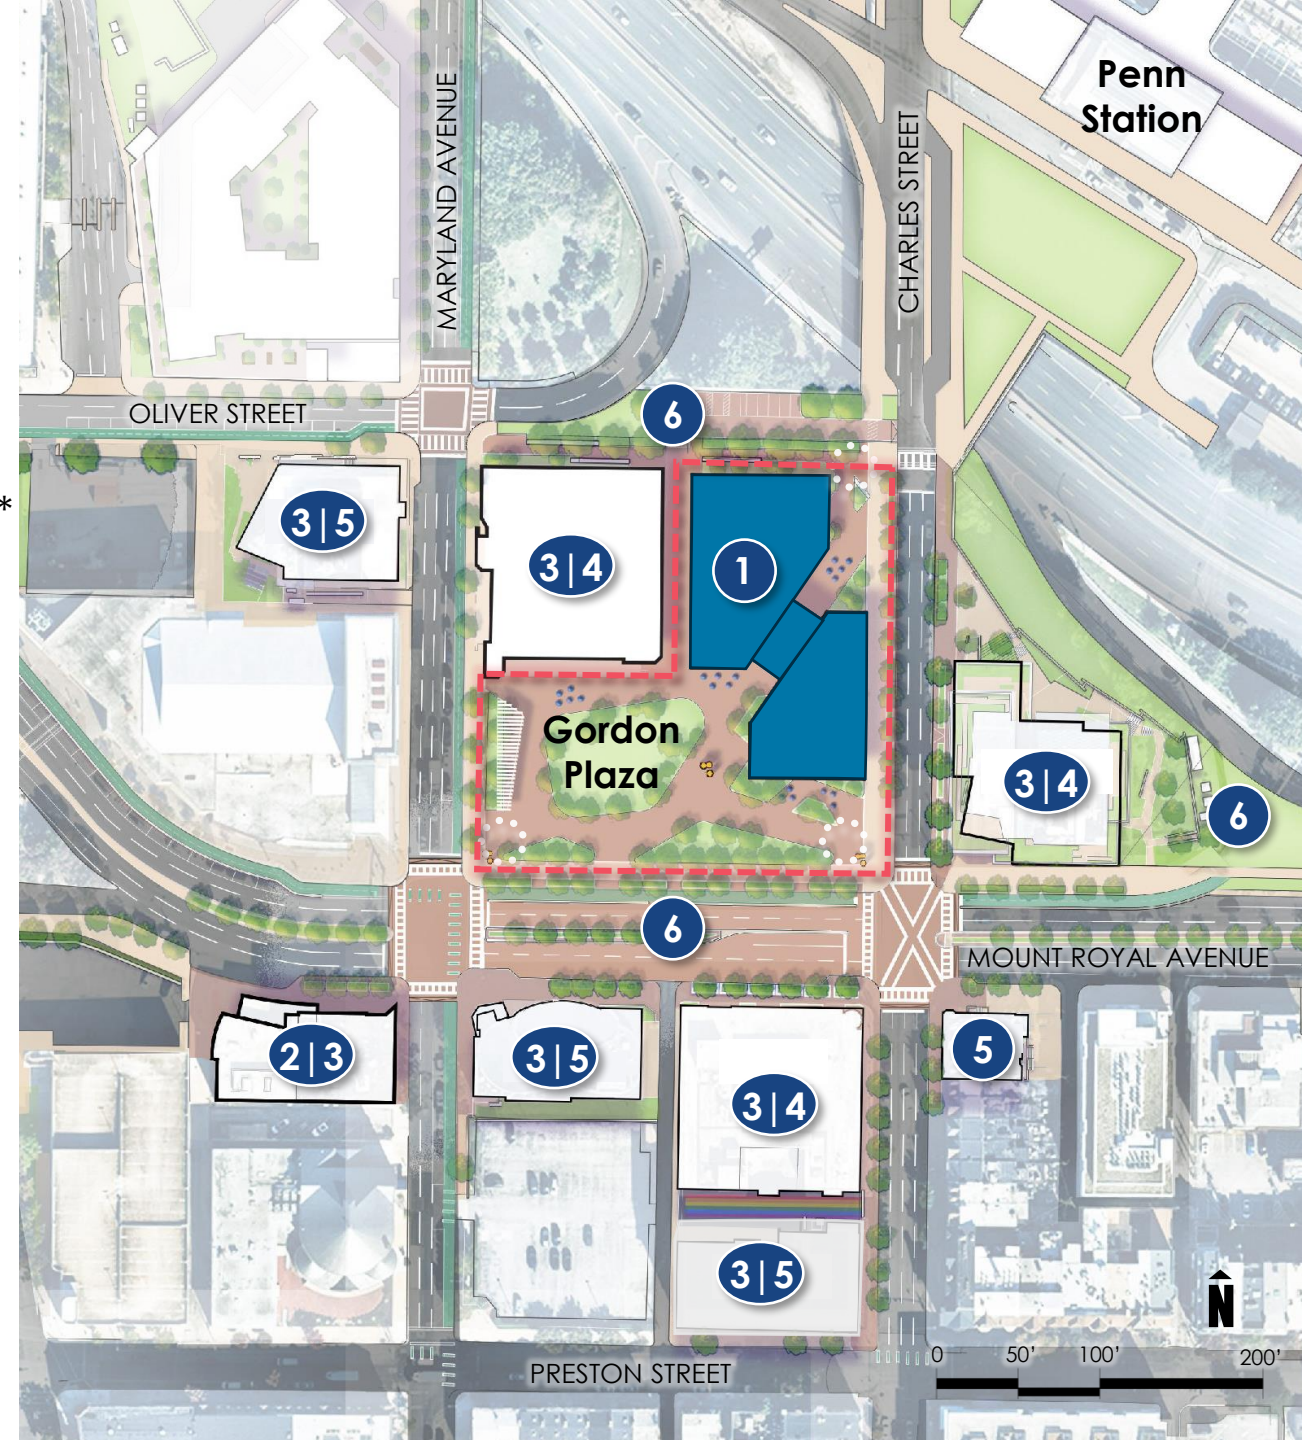 Penn
Station
MARYLAND AVENUE
CHARLES STREET
OLIVER STREET
6
*
3|5
3|4
1
Gordon
Plaza
3|4
6
6
MOUNT ROYAL AVENUE
2|3
3|5
5
3|4
3|5
N
0 50' 100' 200'
PRESTON STREET